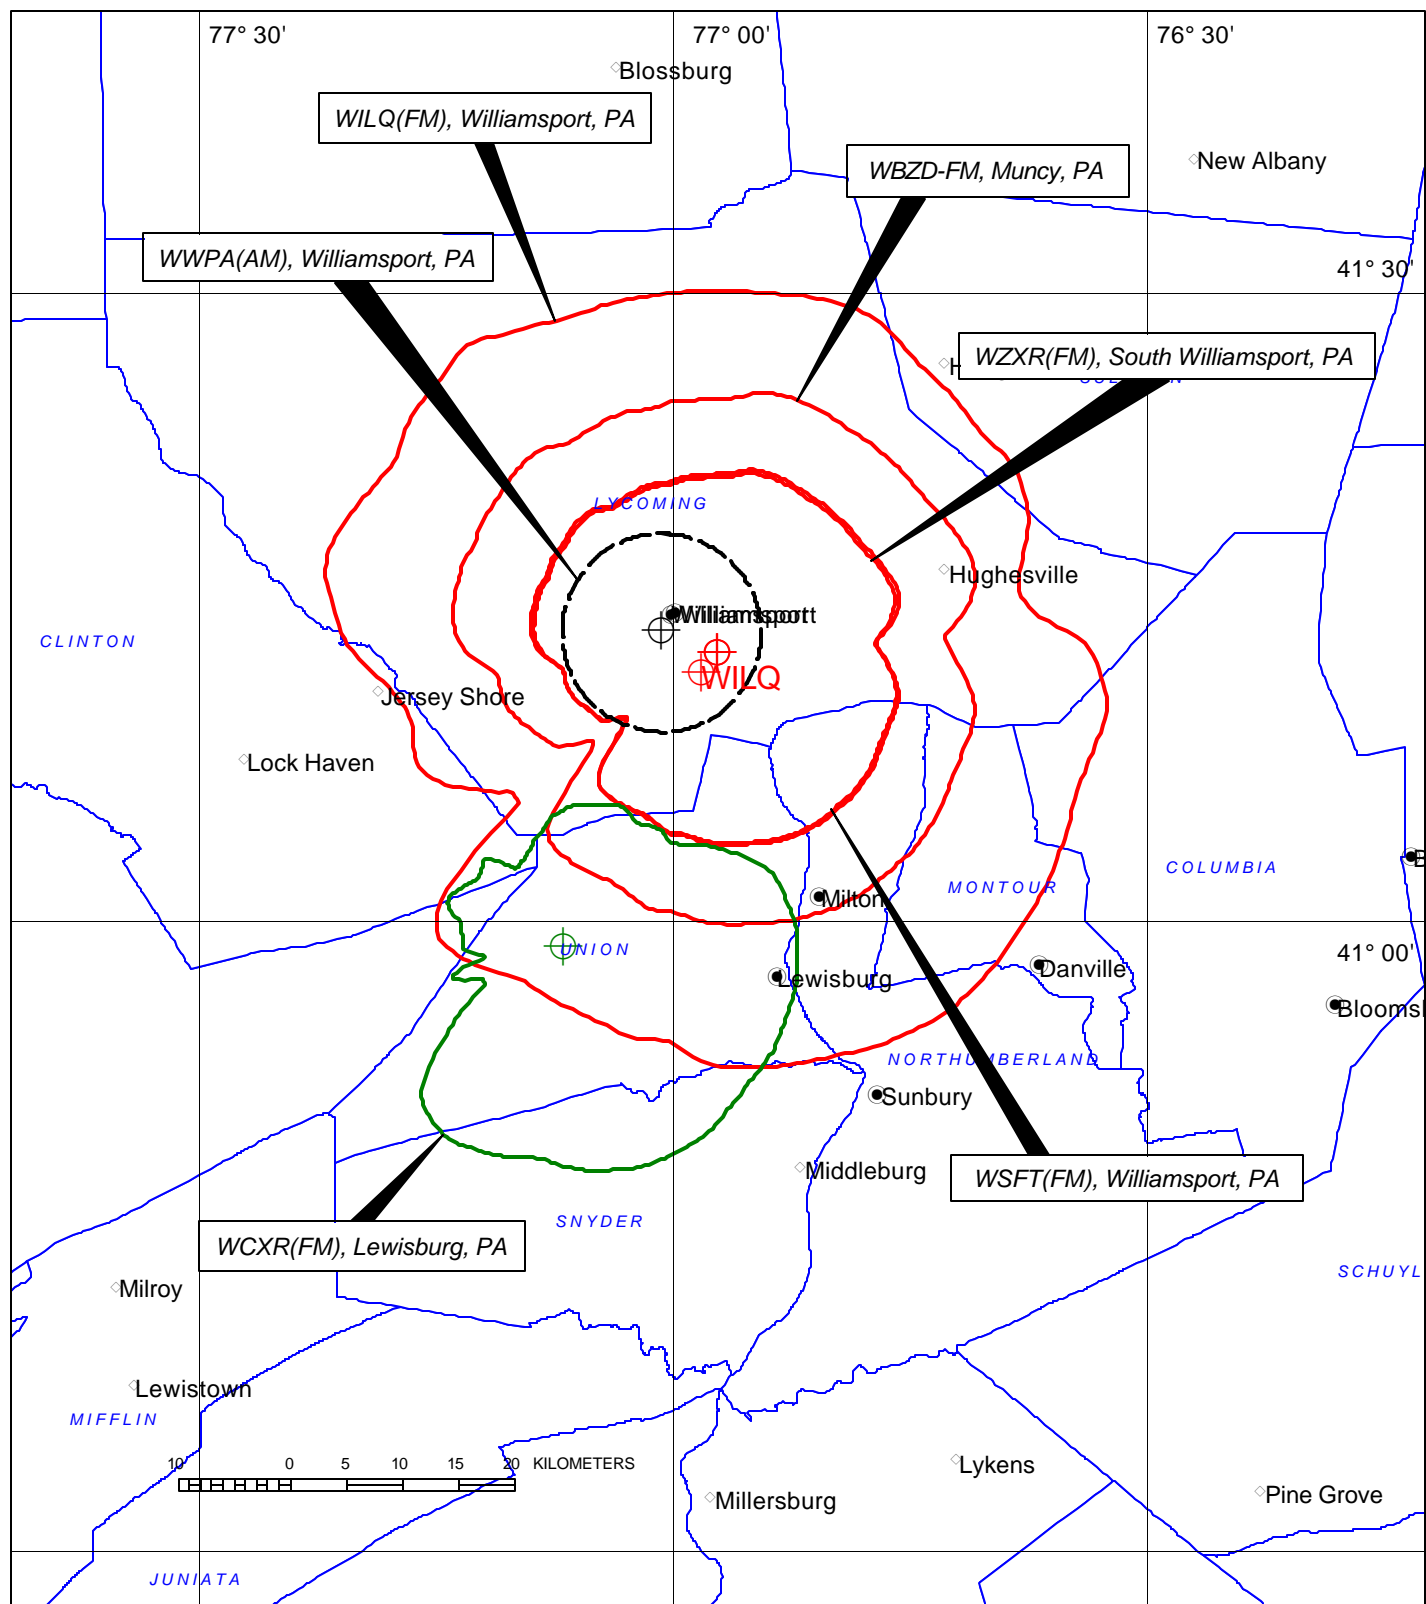 77° 30'
77° 00'
76° 30'
Blossburg
WILQ(FM), Williamsport, PA
WBZD-FM, Muncy, PA
New Albany
WWPA(AM), Williamsport, PA
41° 30'
WZXR(FM), South Williamsport, PA
LYCOMING
Hughesville
Williamsport
CLINTON
WILQ
Jersey Shore
Lock Haven
COLUMBIA
MONTOUR
Milton
UNION
41° 00'
Danville
Lewisburg
Bloomsb
NORTHUMBERLAND
Sunbury
Middleburg
WSFT(FM), Williamsport, PA
SNYDER
WCXR(FM), Lewisburg, PA
SCHUYL
Milroy
Lewistown
MIFFLIN
10 0 5 10 15 20 KILOMETERS
Lykens
Millersburg
Pine Grove
JUNIATA